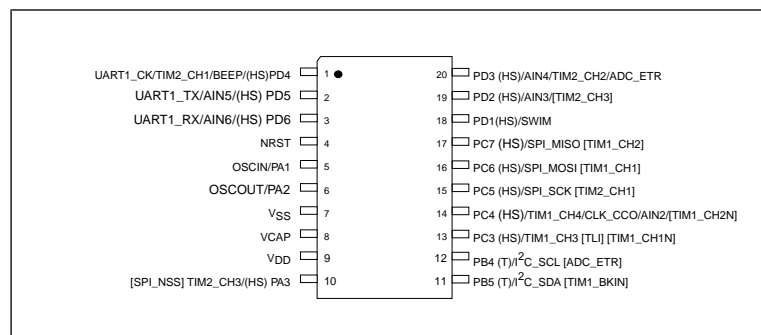 UART1_CK/TIM2_CH1/BEEP/(HS)PD4 1 20 PD3 (HS)/AIN4/TIM2_CH2/ADC_ETR
UART1_TX/AIN5/(HS) PD5 2 19 PD2 (HS)/AIN3/[TIM2_CH3]
UART1_RX/AIN6/(HS) PD6 3 18 PD1(HS)/SWIM
NRST 4 17 PC7 (HS)/SPI_MISO [TIM1_CH2]
OSCIN/PA1 5 16 PC6 (HS)/SPI_MOSI [TIM1_CH1]
OSCOUT/PA2 6 15 PC5 (HS)/SPI_SCK [TIM2_CH1]
VSS 7 14 PC4 (HS)/TIM1_CH4/CLK_CCO/AIN2/[TIM1_CH2N]
VCAP 8 13 PC3 (HS)/TIM1_CH3 [TLI] [TIM1_CH1N]
VDD 9 12 PB4 (T)/I2C_SCL [ADC_ETR]
[SPI_NSS] TIM2_CH3/(HS) PA3 10 11 PB5 (T)/I2C_SDA [TIM1_BKIN]